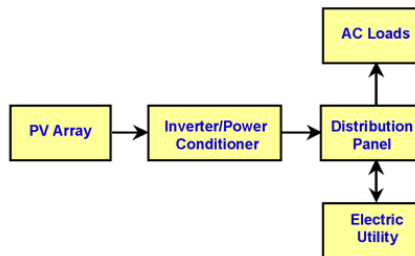 AC Loads
PV Array
Inverter/Power
Conditioner
Distribution
Panel
Electric
Utility